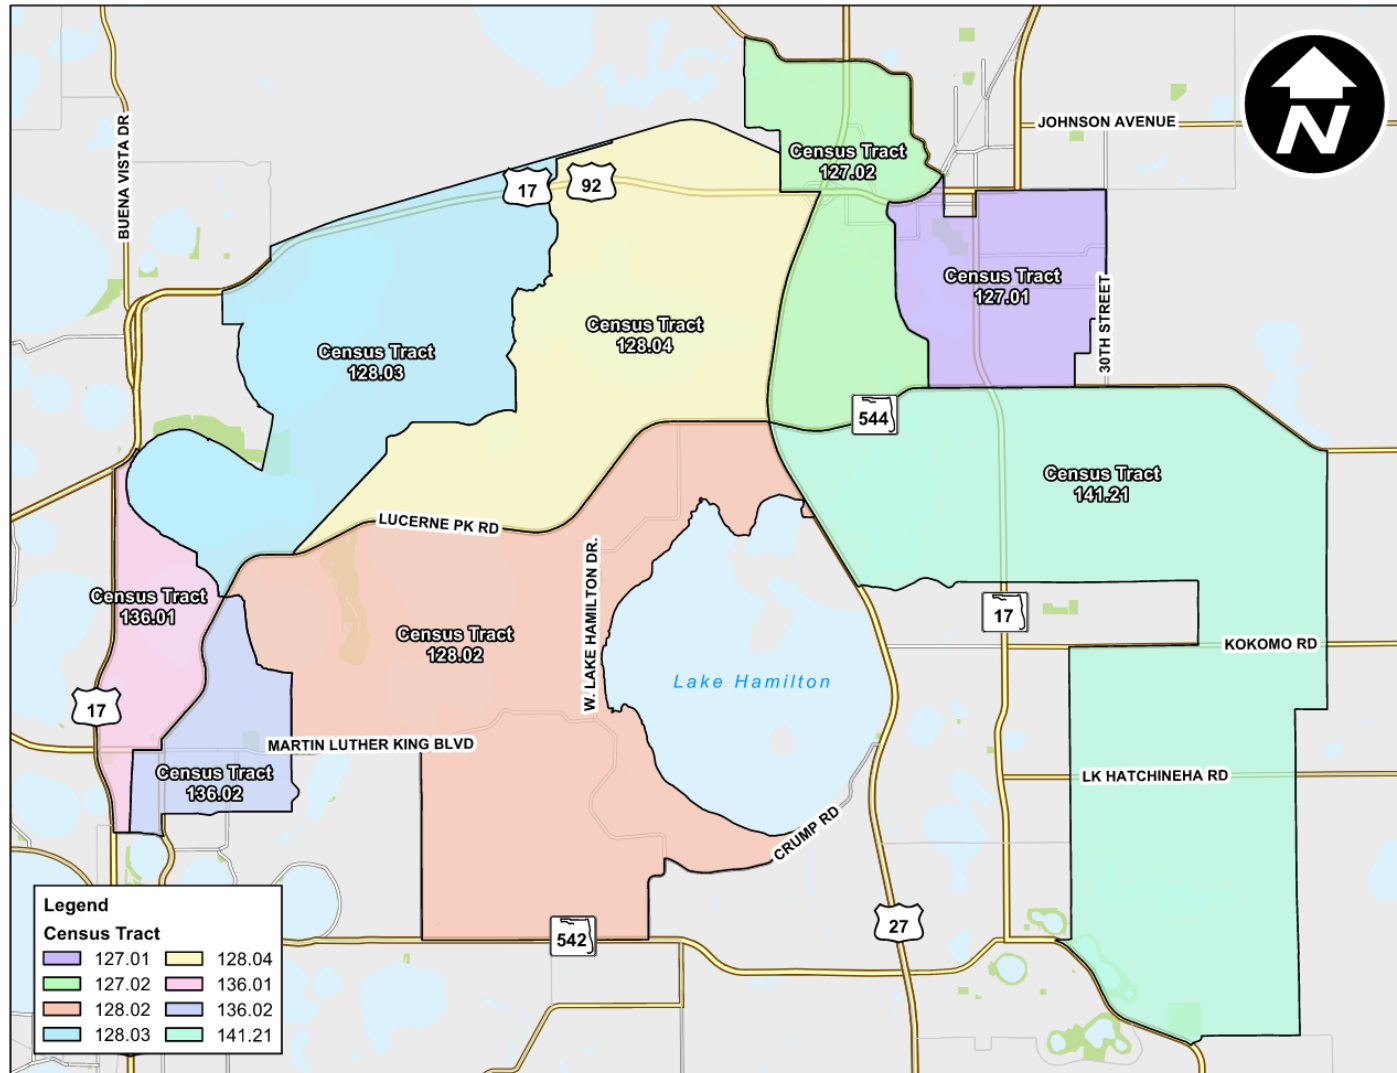 JOHNSON AVENUE
N
BUENA VISTA DR
Census Tract
127.02
17
92
Census Tract
127.01
30TH STREET
Census Tract
128.04
Census Tract
128.03
544
Census Tract
141.21
LUCERNE PK RD
W. LAKE HAMILTON DR.
Census Tract
136.01
17
Census Tract
128.02
KOKOMO RD
Lake Hamilton
17
MARTIN LUTHER KING BLVD
Census Tract
136.02
LK HATCHINEHA RD
CRUMP RD
27
542
Legend
Census Tract
127.01
128.04
127.02
136.01
128.02
136.02
128.03
141.21